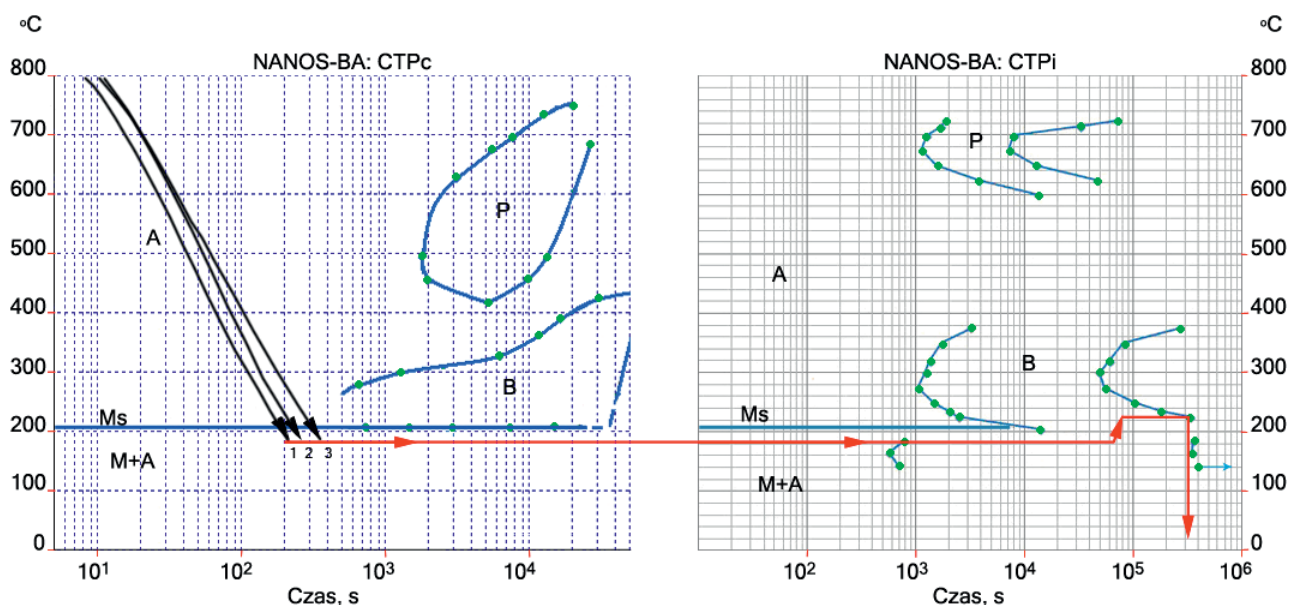 °C °C
NANOS-BA: CTPc NANOS-BA: CTPi
800 800
700 P 700
600 600
P
A
500 500
A
400 400
300 B 300
B
200 Ms Ms 200
1 2 3
M+A M+A
100 100
0 0
10¹ 10² 10³ 10⁴ 10² 10³ 10⁴ 10⁵ 10⁶
Czas, s Czas, s